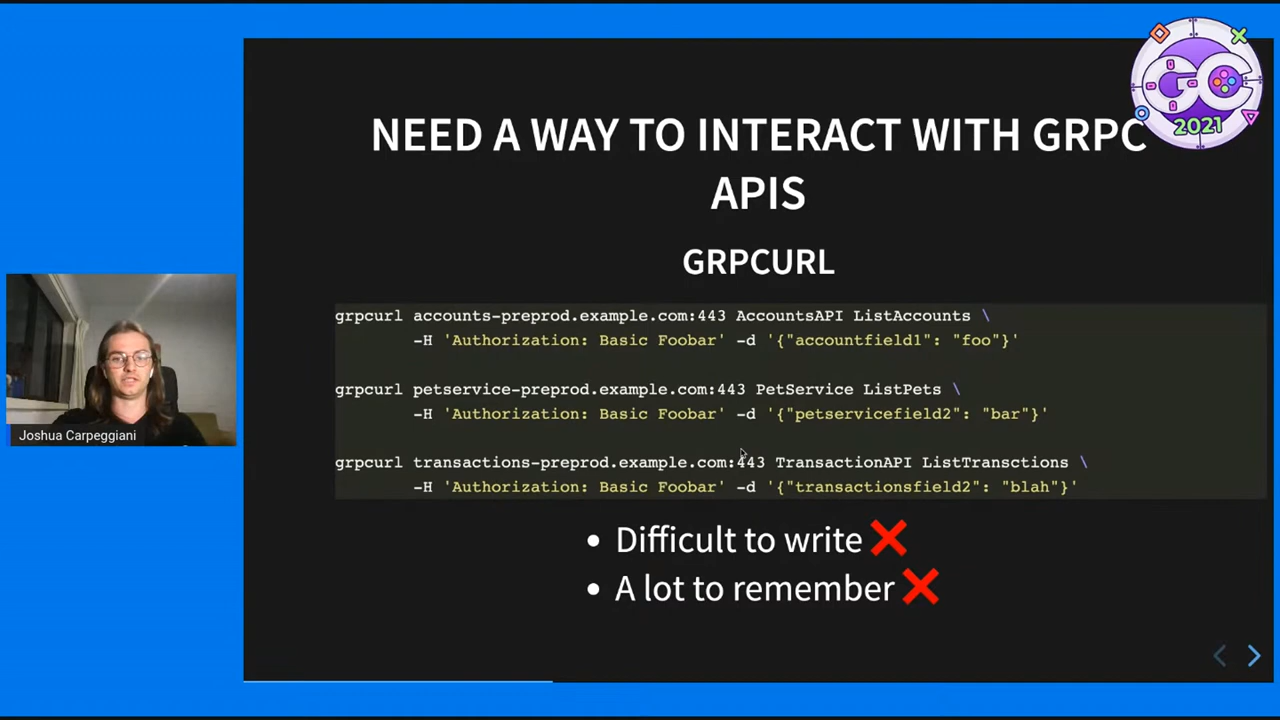 GC
2021
NEED A WAY TO INTERACT WITH GRPC
APIS
GRPCURL
grpcurl accounts-preprod.example.com:443 AccountsAPI ListAccounts \
-H 'Authorization: Basic Foobar' -d '{"accountfield1": "foo"}'
grpcurl petservice-preprod.example.com:443 PetService ListPets \
-H 'Authorization: Basic Foobar' -d '{"petservicefield2": "bar"}'
grpcurl transactions-preprod.example.com:443 TransactionAPI ListTransctions \
-H 'Authorization: Basic Foobar' -d '{"transactionsfield2": "blah"}'
• Difficult to write ❌
• A lot to remember ❌
Joshua Carpeggiani